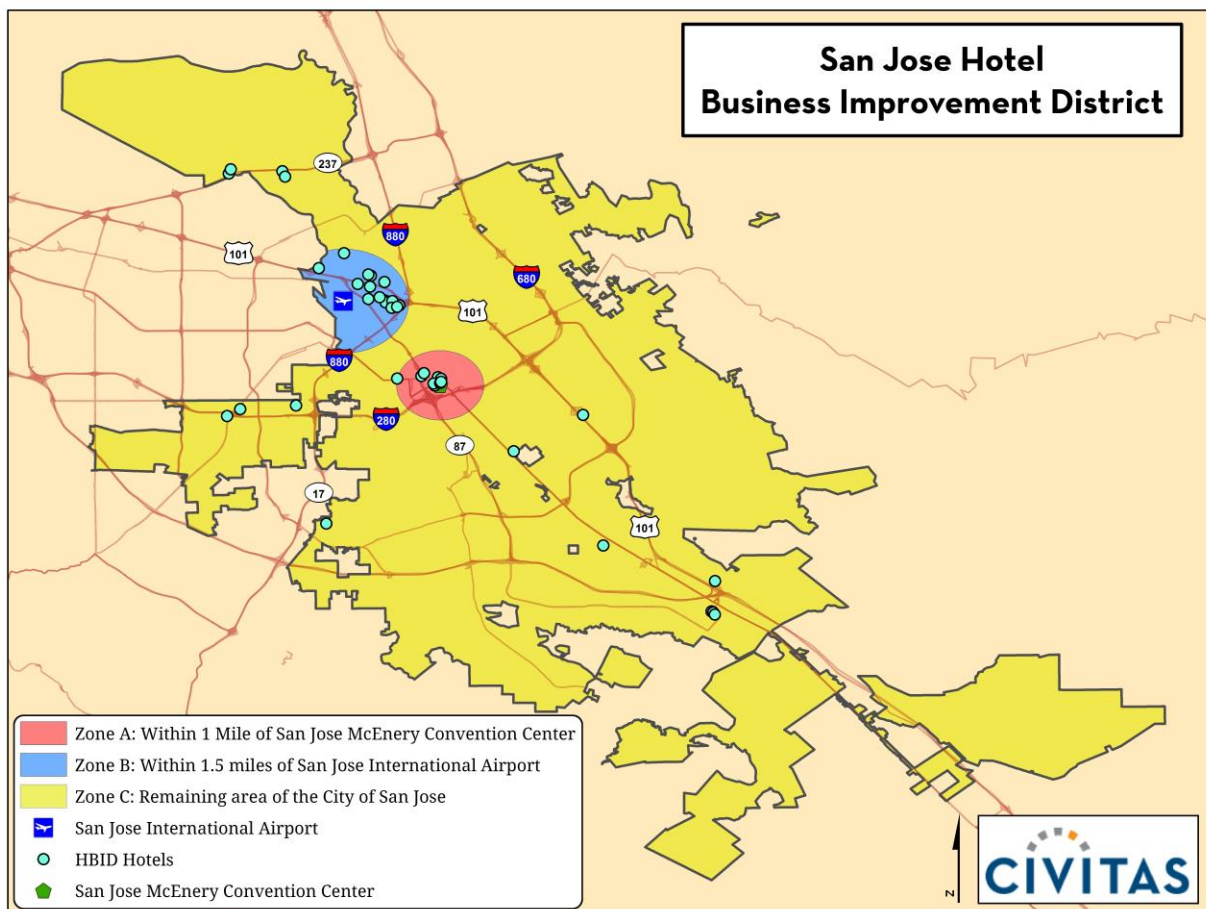 San Jose Hotel
Business Improvement District
237
880
101
680
101
880
280
87
17
101
Zone A: Within 1 Mile of San Jose McEnery Convention Center
Zone B: Within 1.5 miles of San Jose International Airport
Zone C: Remaining area of the City of San Jose
San Jose International Airport
HBID Hotels
San Jose McEnery Convention Center
N
CIVITAS